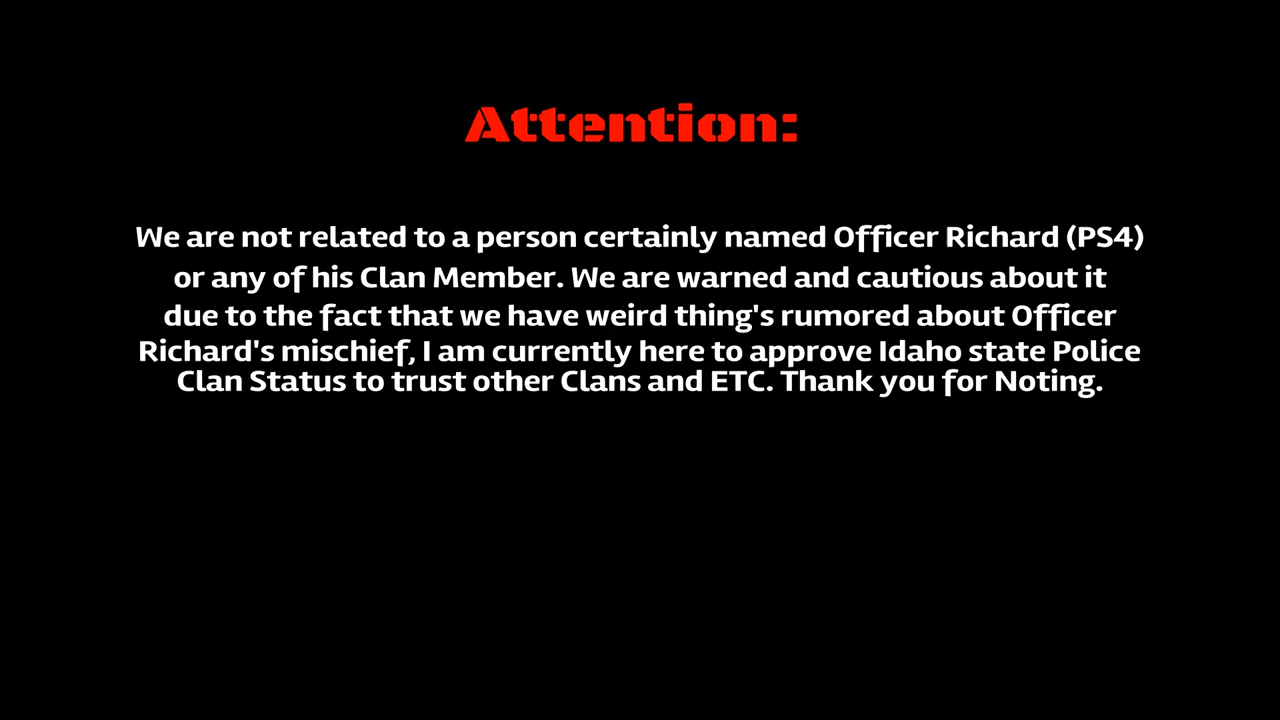 Attention:
We are not related to a person certainly named Officer Richard (PS4)
or any of his Clan Member. We are warned and cautious about it
due to the fact that we have weird thing's rumored about Officer
Richard's mischief, I am currently here to approve Idaho state Police
Clan Status to trust other Clans and ETC. Thank you for Noting.